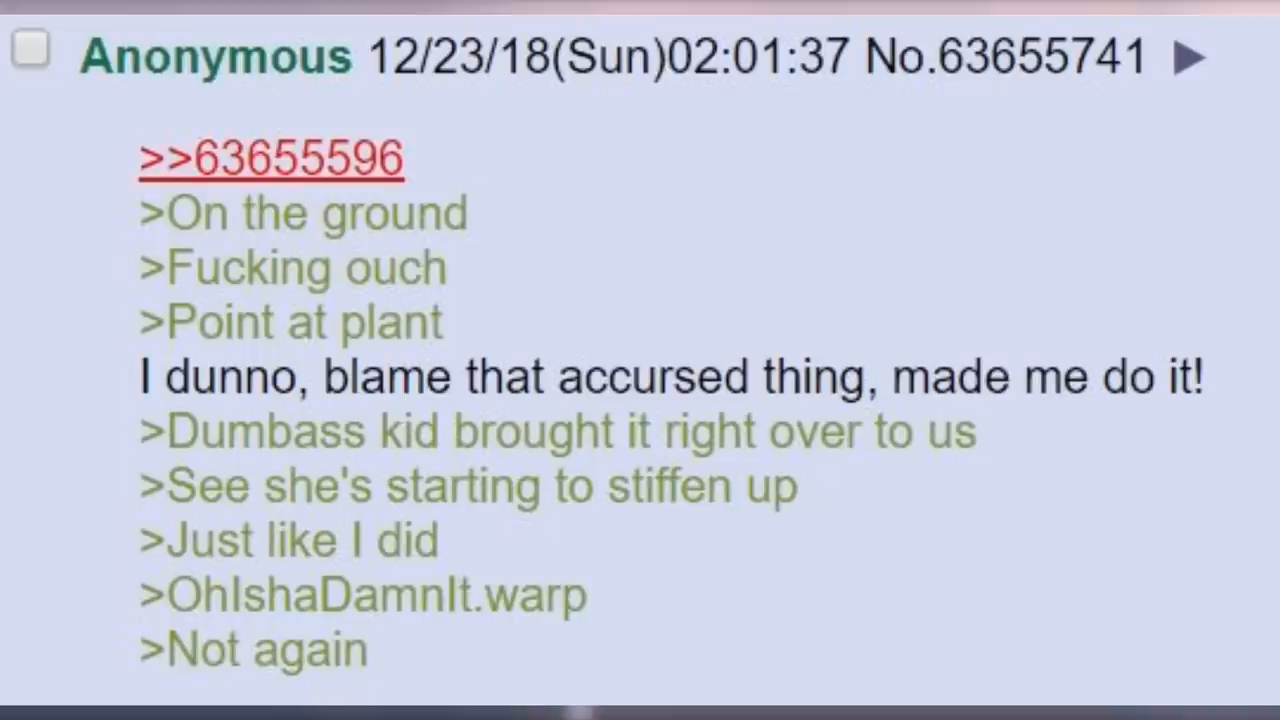 Anonymous 12/23/18(Sun)02:01:37 No.63655741 ▶
>>63655596
>On the ground
>Fucking ouch
>Point at plant
I dunno, blame that accursed thing, made me do it!
>Dumbass kid brought it right over to us
>See she's starting to stiffen up
>Just like I did
>OhIshaDamnIt.warp
>Not again